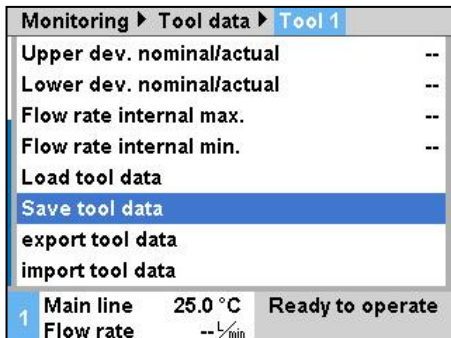 Monitoring ▶ Tool data ▶ Tool 1
Upper dev. nominal/actual --
Lower dev. nominal/actual --
Flow rate internal max. --
Flow rate internal min. --
Load tool data
Save tool data
export tool data
import tool data
1 Main line 25.0 °C Ready to operate
Flow rate -- L/min